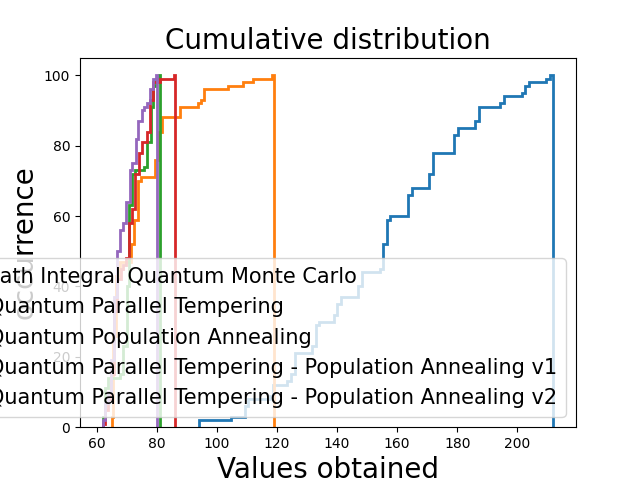 Cumulative distribution
100
80
60
40
20
0
occurrence
ath Integral Quantum Monte Carlo
Quantum Parallel Tempering
Quantum Population Annealing
Quantum Parallel Tempering - Population Annealing v1
Quantum Parallel Tempering - Population Annealing v2
60 80 100 120 140 160 180 200
Values obtained